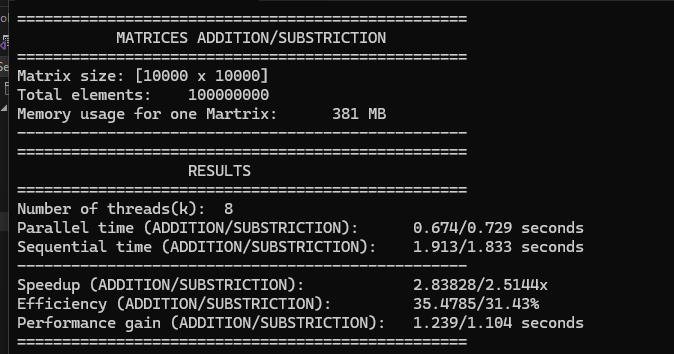 ==================================================
MATRICES ADDITION/SUBSTRICTION
==================================================
Matrix size: [10000 x 10000]
Total elements: 100000000
Memory usage for one Martrix: 381 MB
--------------------------------------------------
==================================================
RESULTS
==================================================
Number of threads(k): 8
Parallel time (ADDITION/SUBSTRICTION): 0.674/0.729 seconds
Sequential time (ADDITION/SUBSTRICTION): 1.913/1.833 seconds
--------------------------------------------------
Speedup (ADDITION/SUBSTRICTION): 2.83828/2.5144x
Efficiency (ADDITION/SUBSTRICTION): 35.4785/31.43%
Performance gain (ADDITION/SUBSTRICTION): 1.239/1.104 seconds
==================================================